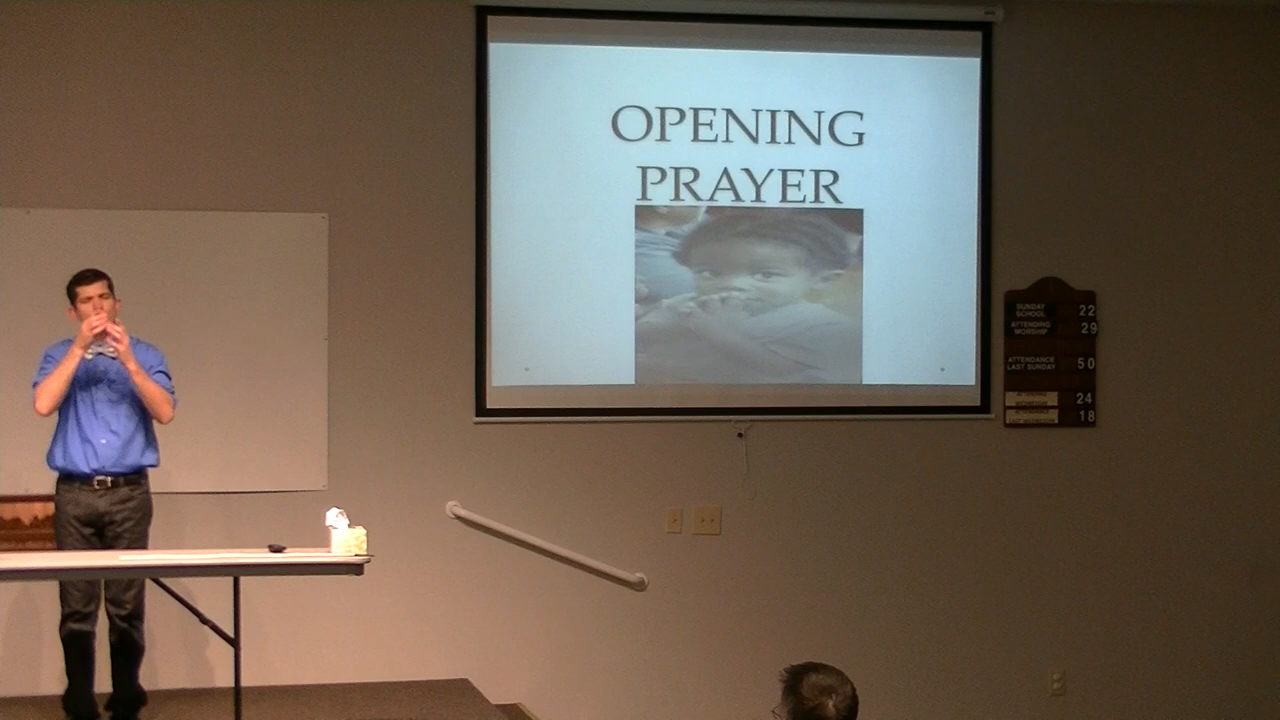 OPENING
PRAYER
SUNDAY
SCHOOL 22
ATTENDING
WORSHIP 29
ATTENDANCE
LAST SUNDAY 50
24
18